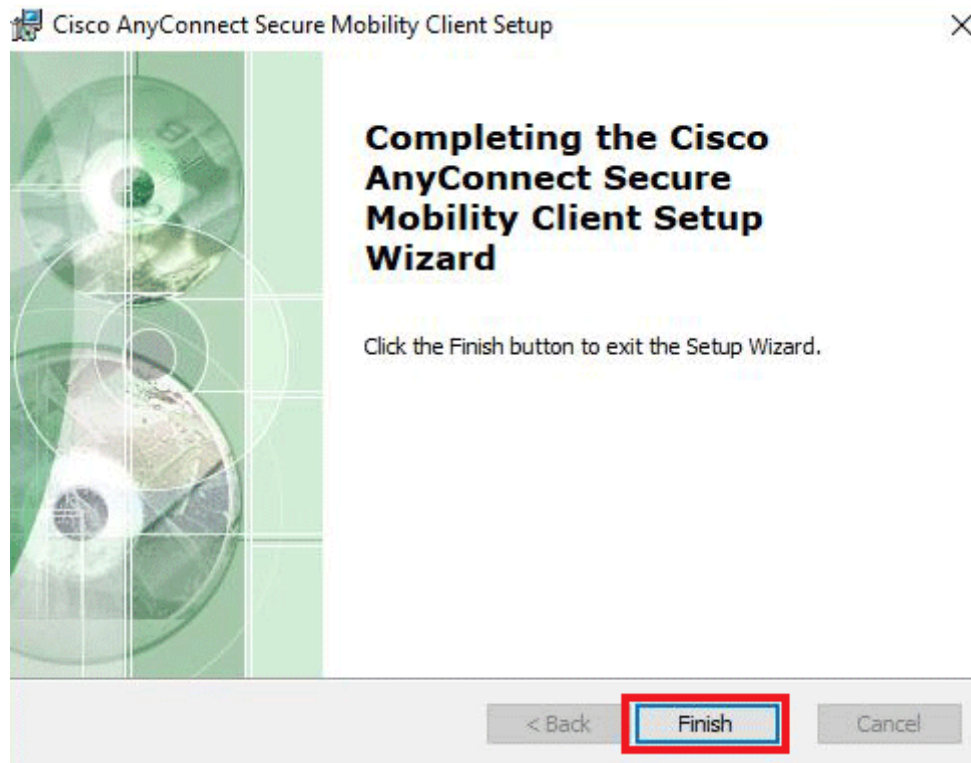 Cisco AnyConnect Secure Mobility Client Setup
Completing the Cisco
AnyConnect Secure
Mobility Client Setup
Wizard
Click the Finish button to exit the Setup Wizard.
< Back
Finish
Cancel